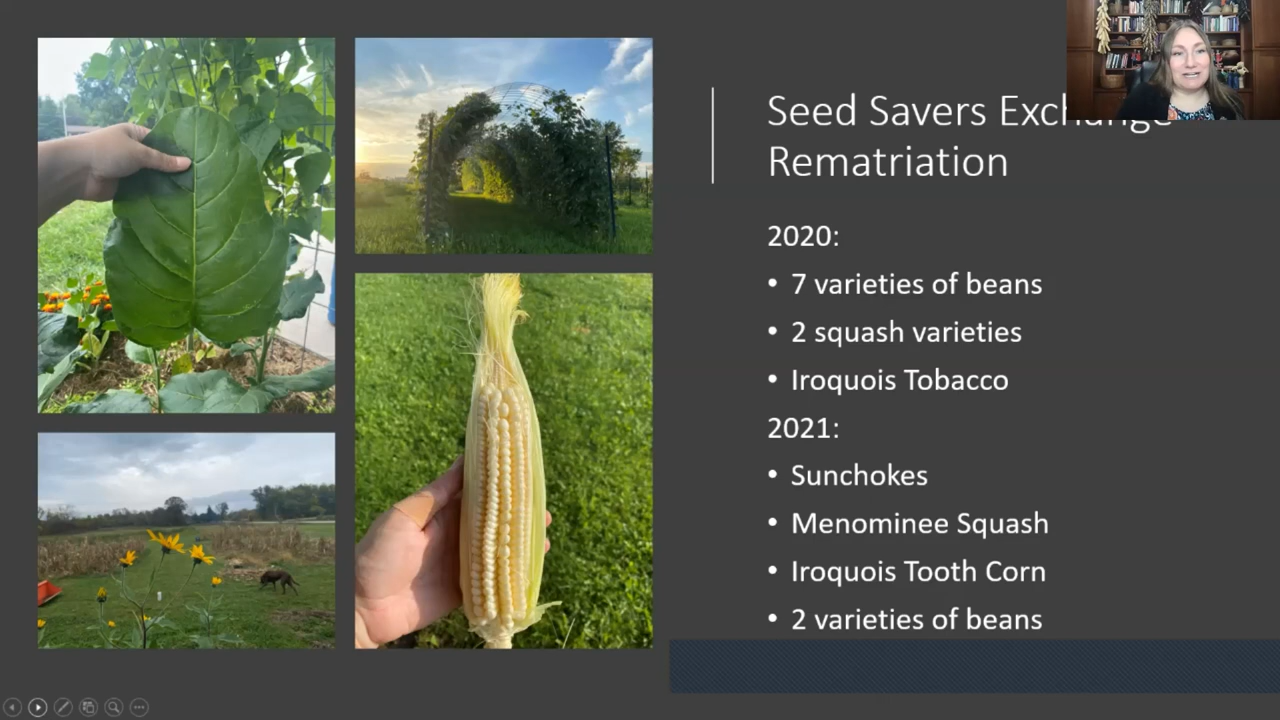 Seed Savers Exchange
Rematriation
2020:
• 7 varieties of beans
• 2 squash varieties
• Iroquois Tobacco
2021:
• Sunchokes
• Menominee Squash
• Iroquois Tooth Corn
• 2 varieties of beans